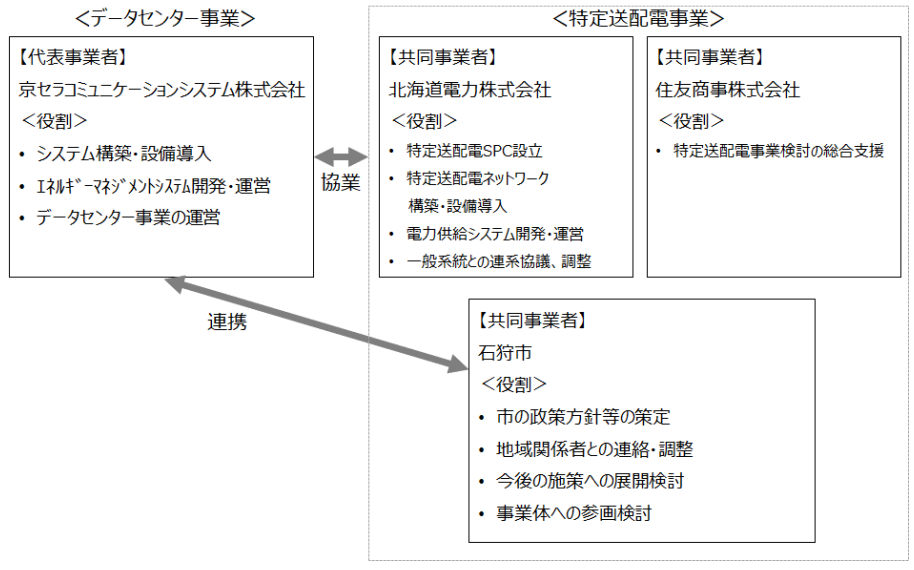 ＜データセンター事業＞
【代表事業者】
京セラコミュニケーションシステム株式会社
＜役割＞
• システム構築・設備導入
• ｴﾈﾙｷﾞｰﾏﾈｼﾞﾒﾝﾄｼｽﾃﾑ開発・運営
• データセンター事業の運営
協業
＜特定送配電事業＞
【共同事業者】
北海道電力株式会社
＜役割＞
• 特定送配電SPC設立
• 特定送配電ネットワーク
構築・設備導入
• 電力供給システム開発・運営
• 一般系統との連系協議、調整
【共同事業者】
住友商事株式会社
＜役割＞
• 特定送配電事業検討の総合支援
連携
【共同事業者】
石狩市
＜役割＞
• 市の政策方針等の策定
• 地域関係者との連絡・調整
• 今後の施策への展開検討
• 事業体への参画検討